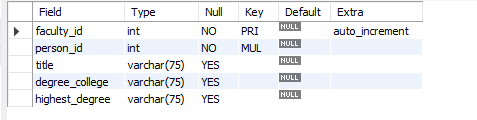 Field Type Null Key Default Extra
faculty_id int NO PRI NULL auto_increment
person_id int NO MUL NULL
title varchar(75) YES NULL
degree_college varchar(75) YES NULL
highest_degree varchar(75) YES NULL